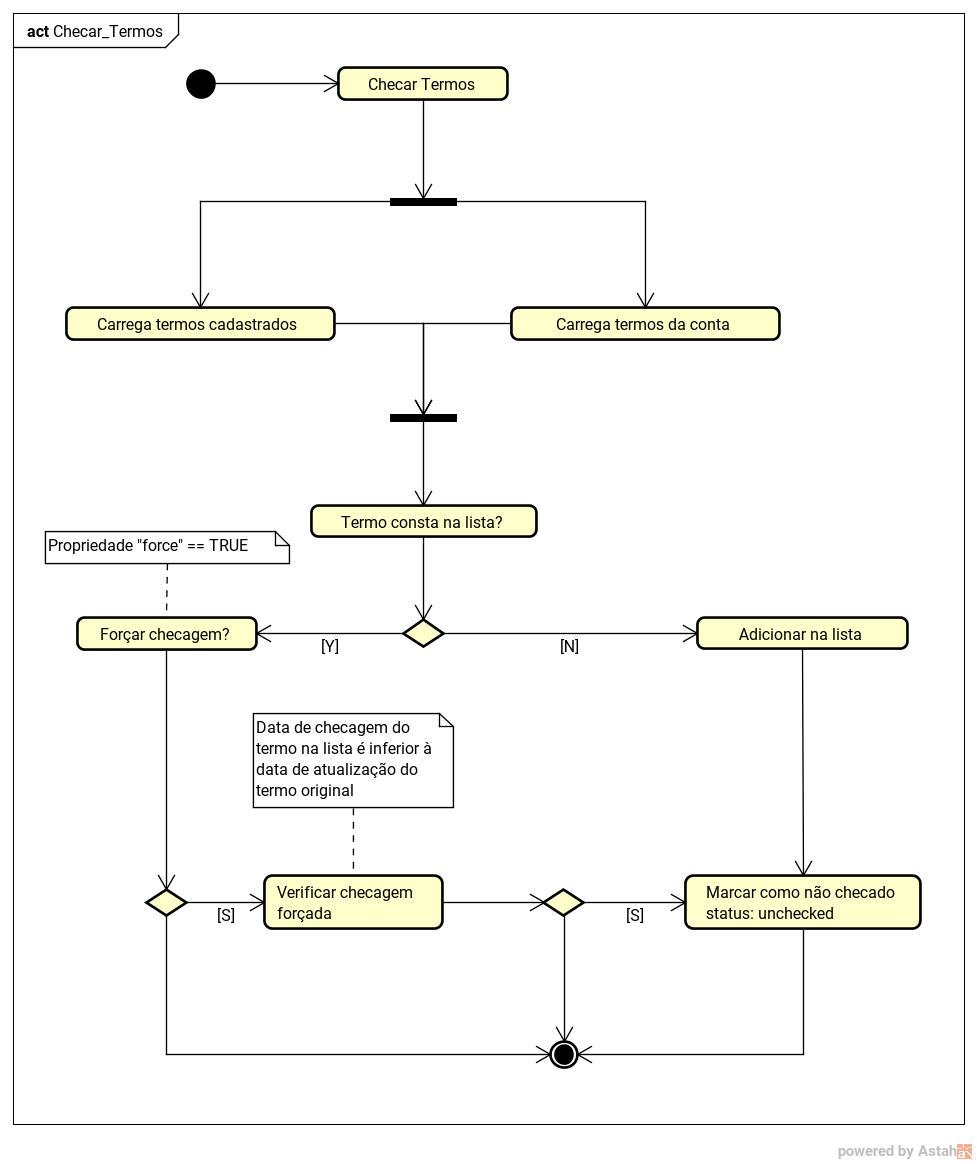 act Checar_Termos
Checar Termos
Carrega termos cadastrados
Carrega termos da conta
Termo consta na lista?
Propriedade "force" == TRUE
Forçar checagem?
[Y]
[N]
Adicionar na lista
Data de checagem do
termo na lista é inferior à
data de atualização do
termo original
[S]
Verificar checagem
forçada
[S]
Marcar como não checado
status: unchecked
powered by Astah